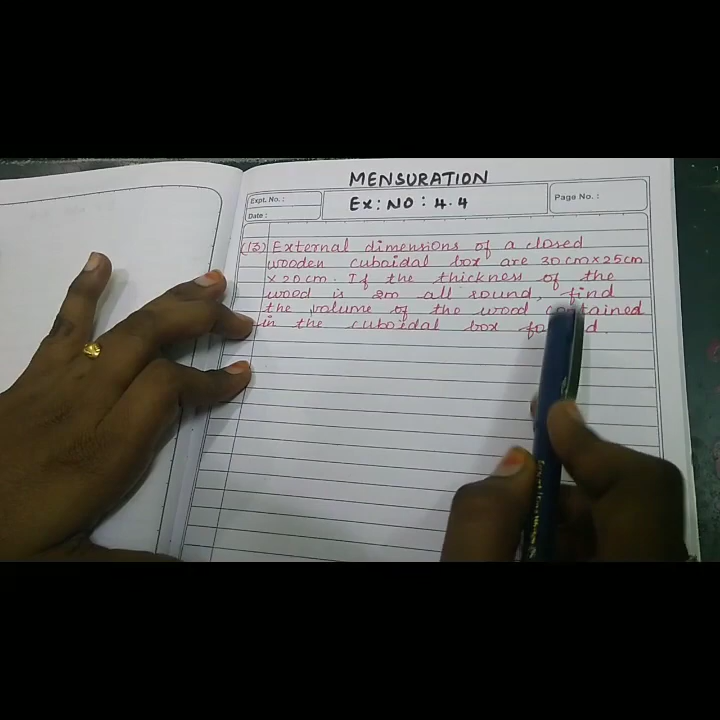 MENSURATION
Expt. No. :
Date :
EX: NO : 4.4
Page No. :
(13) External dimensions of a closed
wooden cuboidal box are 30cm×25cm
×20cm. If the thickness of the
wood is 2m all round, find
the volume of the wood contained
in the cuboidal box